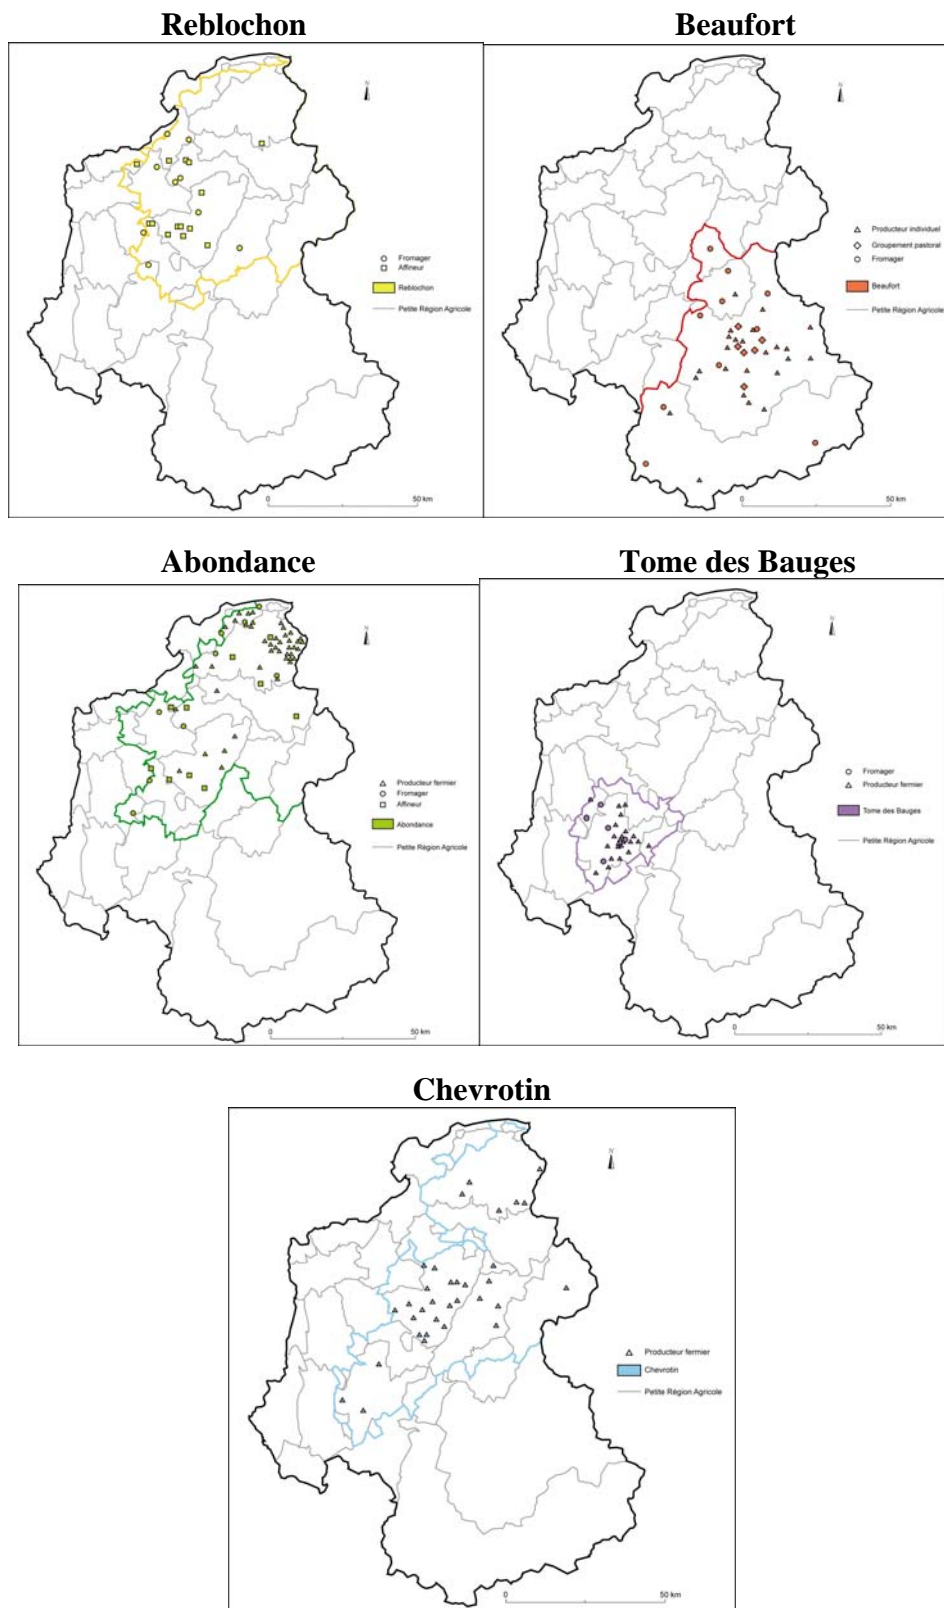 Reblochon
Beaufort
N
Fromager
Affineur
Reblochon
Petite Région Agricole
0 50 km
N
Producteur individuel
Groupement pastoral
Fromager
Beaufort
Petite Région Agricole
0 50 km
Abondance
Tome des Bauges
N
Producteur fermier
Fromager
Affineur
Abondance
Petite Région Agricole
0 50 km
N
Fromager
Producteur fermier
Tome des Bauges
Petite Région Agricole
0 50 km
Chevrotin
N
Producteur fermier
Chevrotin
Petite Région Agricole
0 50 km